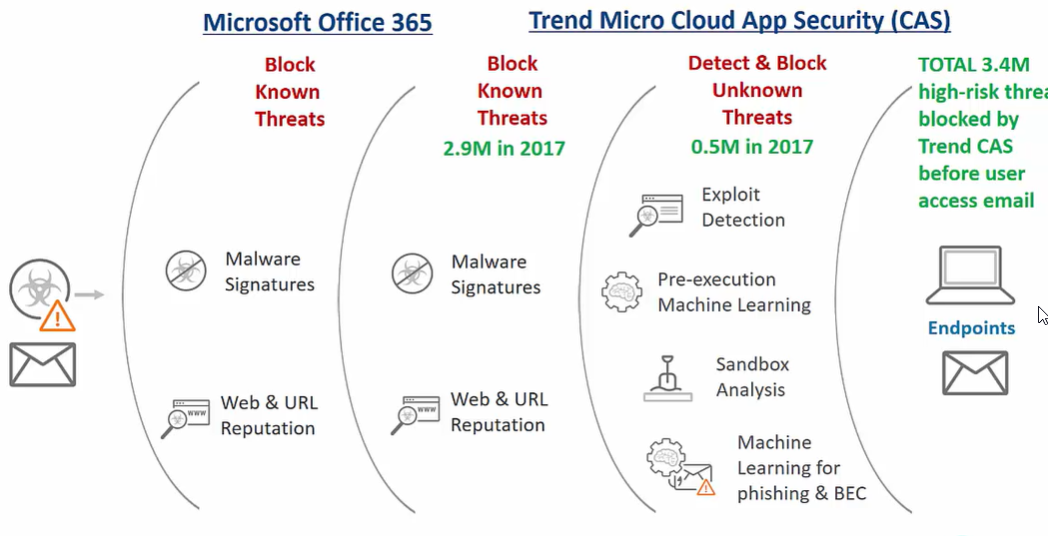 Microsoft Office 365
Trend Micro Cloud App Security (CAS)
Block
Known
Threats
Block
Known
Threats
2.9M in 2017
Detect & Block
Unknown
Threats
0.5M in 2017
TOTAL 3.4M
high-risk threa
blocked by
Trend CAS
before user
access email
Malware
Signatures
Web & URL
Reputation
www
Malware
Signatures
Web & URL
Reputation
www
Exploit
Detection
Pre-execution
Machine Learning
Sandbox
Analysis
Machine
Learning for
phishing & BEC
Endpoints